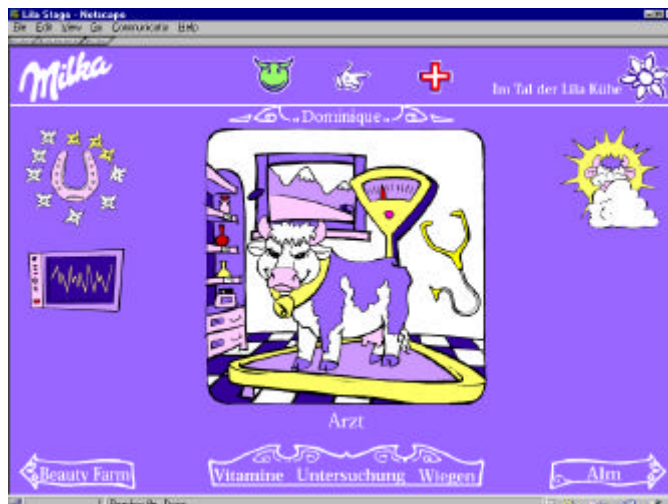 Lila Stage - Netscape
File Edit View Go Communicator Help
Milka
Im Tal der Lila Kühe
Dominique
Arzt
Beauty Farm
Vitamine Untersuchung Wiegen
Alm